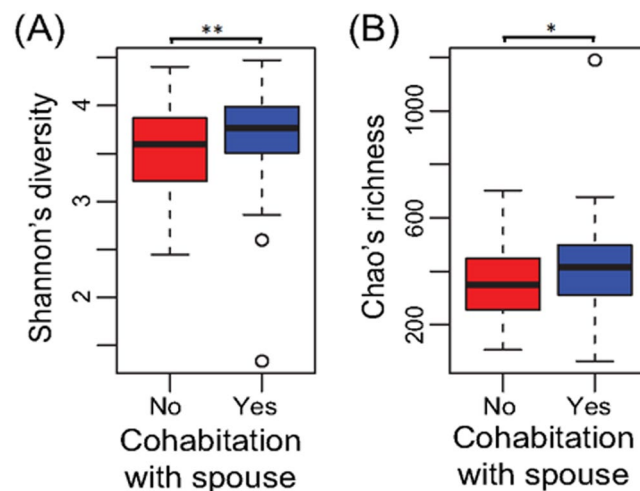 (A)
**
Shannon's diversity
4
3
2
No Yes
Cohabitation
with spouse
(B)
*
Chao's richness
1000
600
200
No Yes
Cohabitation
with spouse